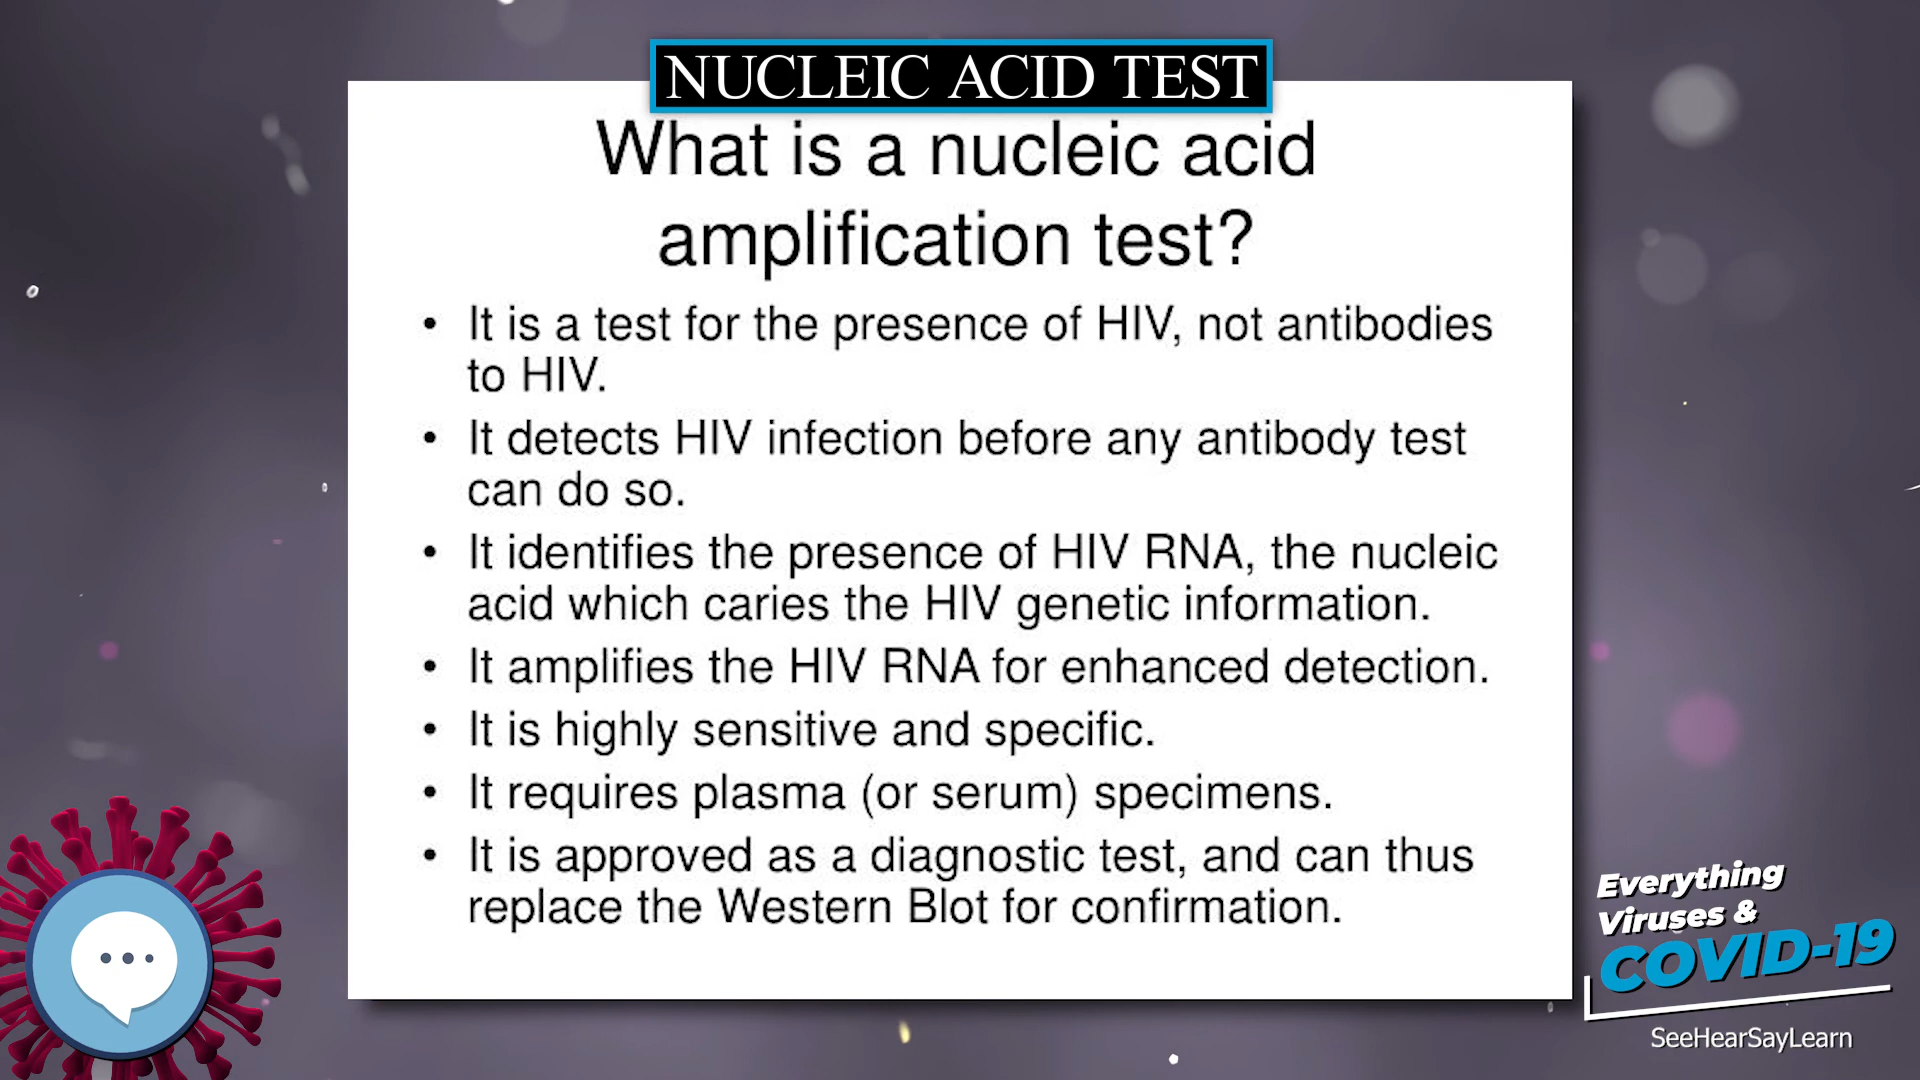 NUCLEIC ACID TEST
What is a nucleic acid
amplification test?
• It is a test for the presence of HIV, not antibodies
to HIV.
• It detects HIV infection before any antibody test
can do so.
• It identifies the presence of HIV RNA, the nucleic
acid which caries the HIV genetic information.
• It amplifies the HIV RNA for enhanced detection.
• It is highly sensitive and specific.
• It requires plasma (or serum) specimens.
• It is approved as a diagnostic test, and can thus
replace the Western Blot for confirmation.
Everything
Viruses &
COVID-19
SeeHearSayLearn